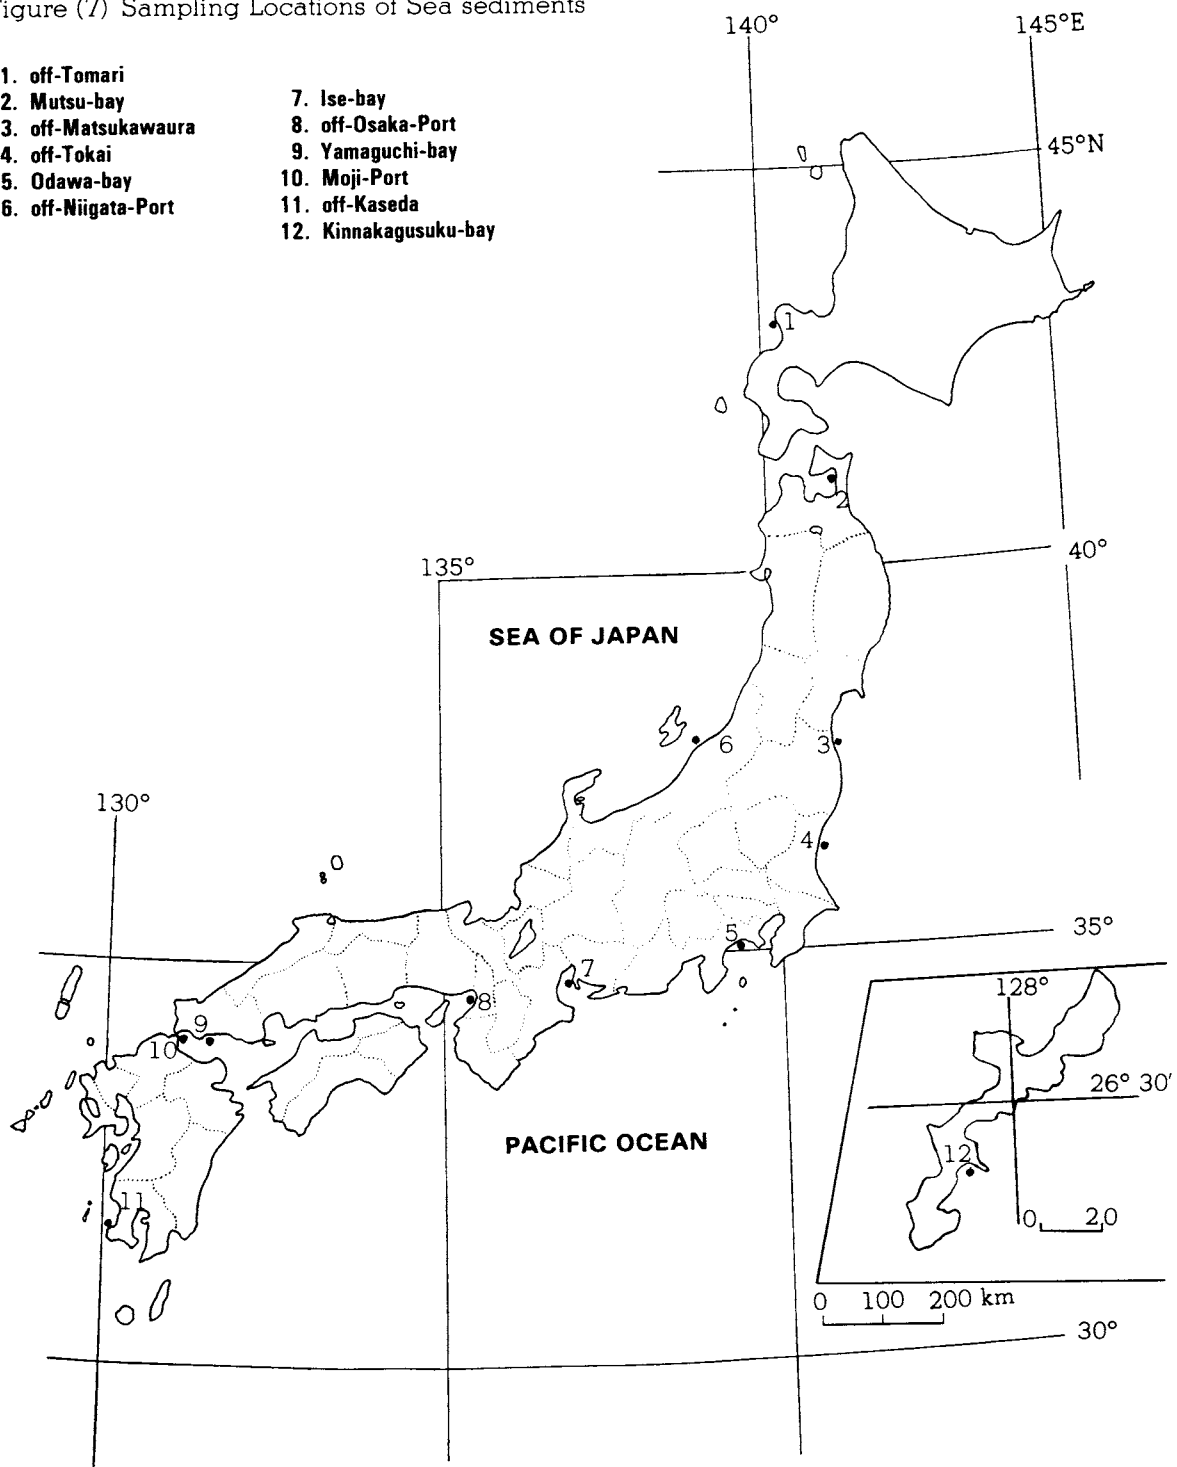 igure (7) Sampling Locations of Sea sediments
1. off-Tomari
2. Mutsu-bay
3. off-Matsukawaura
4. off-Tokai
5. Odawa-bay
6. off-Niigata-Port
7. Ise-bay
8. off-Osaka-Port
9. Yamaguchi-bay
10. Moji-Port
11. off-Kaseda
12. Kinnakagusuku-bay
140°
145°E
45°N
1
2
40°
135°
SEA OF JAPAN
6
3
130°
4
5
35°
7
128°
8
9
10
26° 30′
PACIFIC OCEAN
12
11
0 20
0 100 200 km
30°